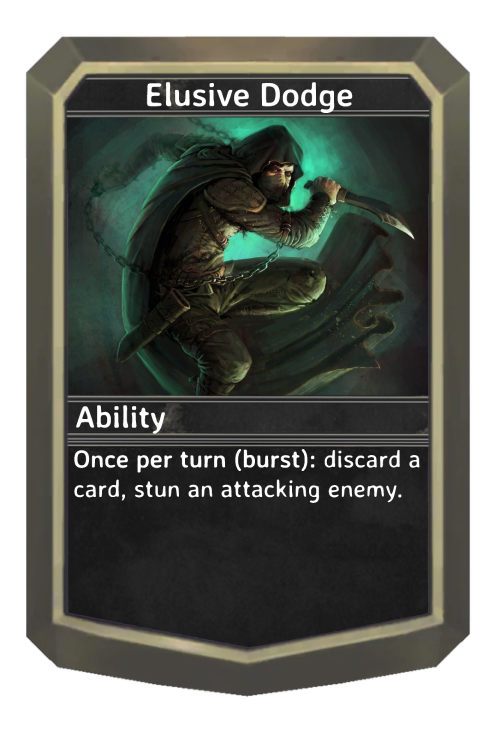 Elusive Dodge
Ability
Once per turn (burst): discard a
card, stun an attacking enemy.